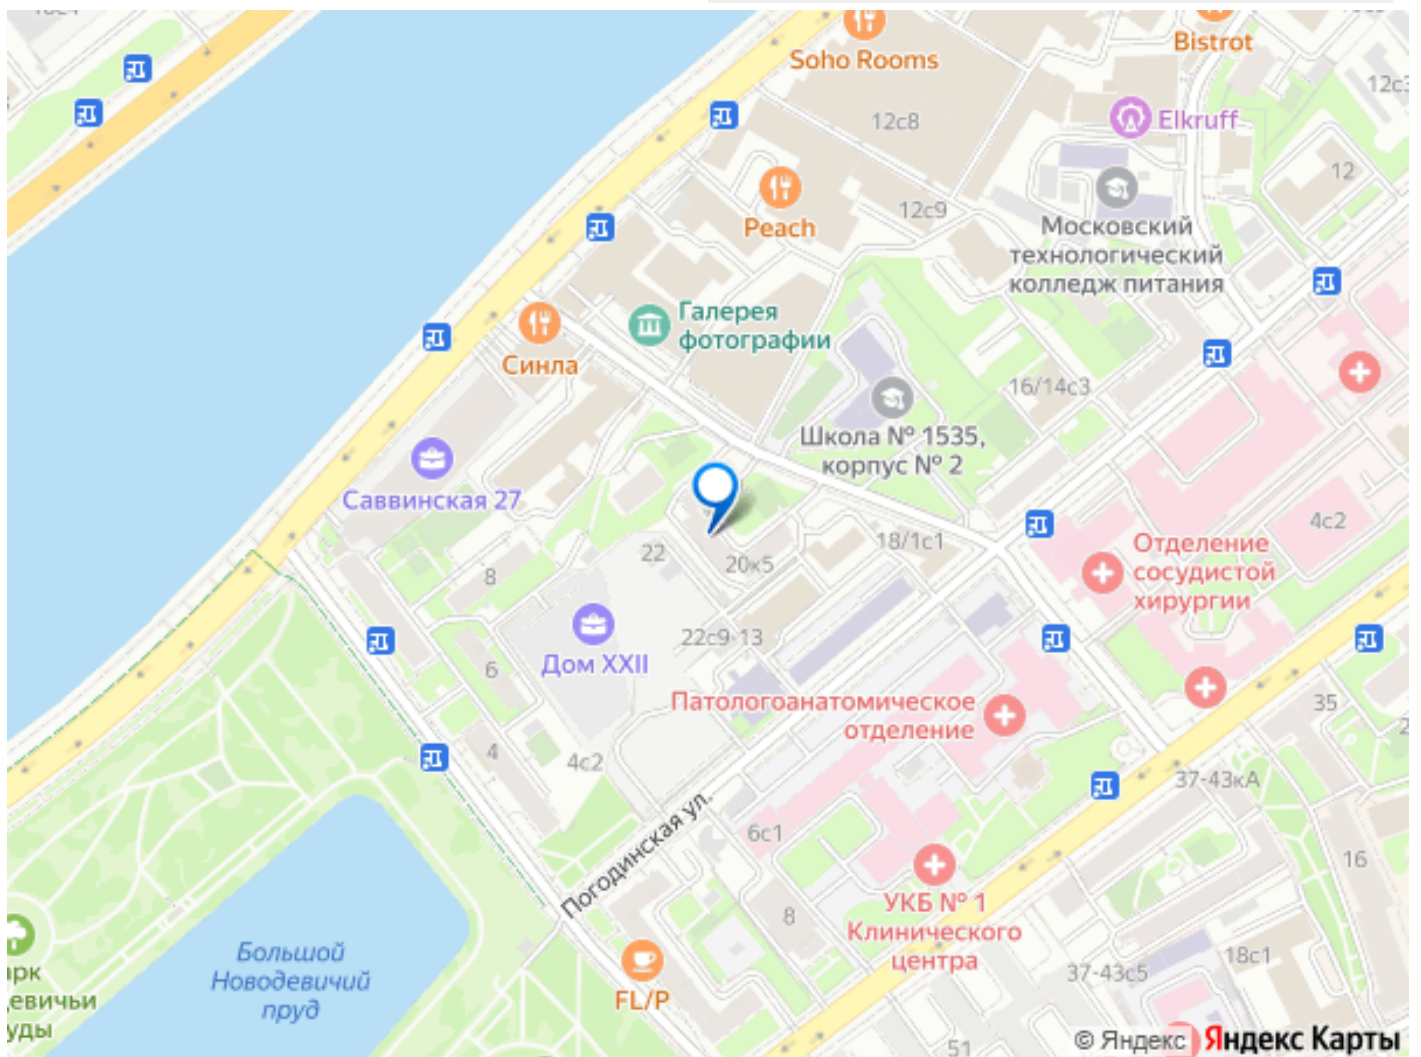 Soho Rooms
Bistrot
12с8
Elkruff
12
Peach
12с9
Московский
технологический
колледж питания
Галерея
фотографии
Синла
16/14с3
Школа № 1535,
корпус № 2
Саввинская 27
4с2
18/1с1
Отделение
сосудистой
хирургии
22
20к5
8
22с9-13
Дом XXII
6
Патологоанатомическое
отделение
35
4
4с2
37-43кА
Погодинская ул.
6с1
16
УКБ № 1
Клинического
центра
8
Большой
Новодевичий
пруд
18с1
37-43с5
FL/P
51
© Яндекс Яндекс Карты